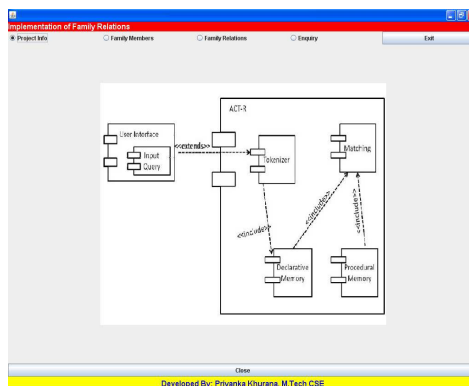 Implementation of Family Relations
Project Info Family Members Family Relations Enquiry Exit
ACT-R
User Interface
Input
Query
<<extends>>
Tokenizer
Matching
<<include>>
<<include>>
<<include>>
Declarative
Memory
Procedural
Memory
Close
Developed By: Priyanka Khurana, M.Tech CSE